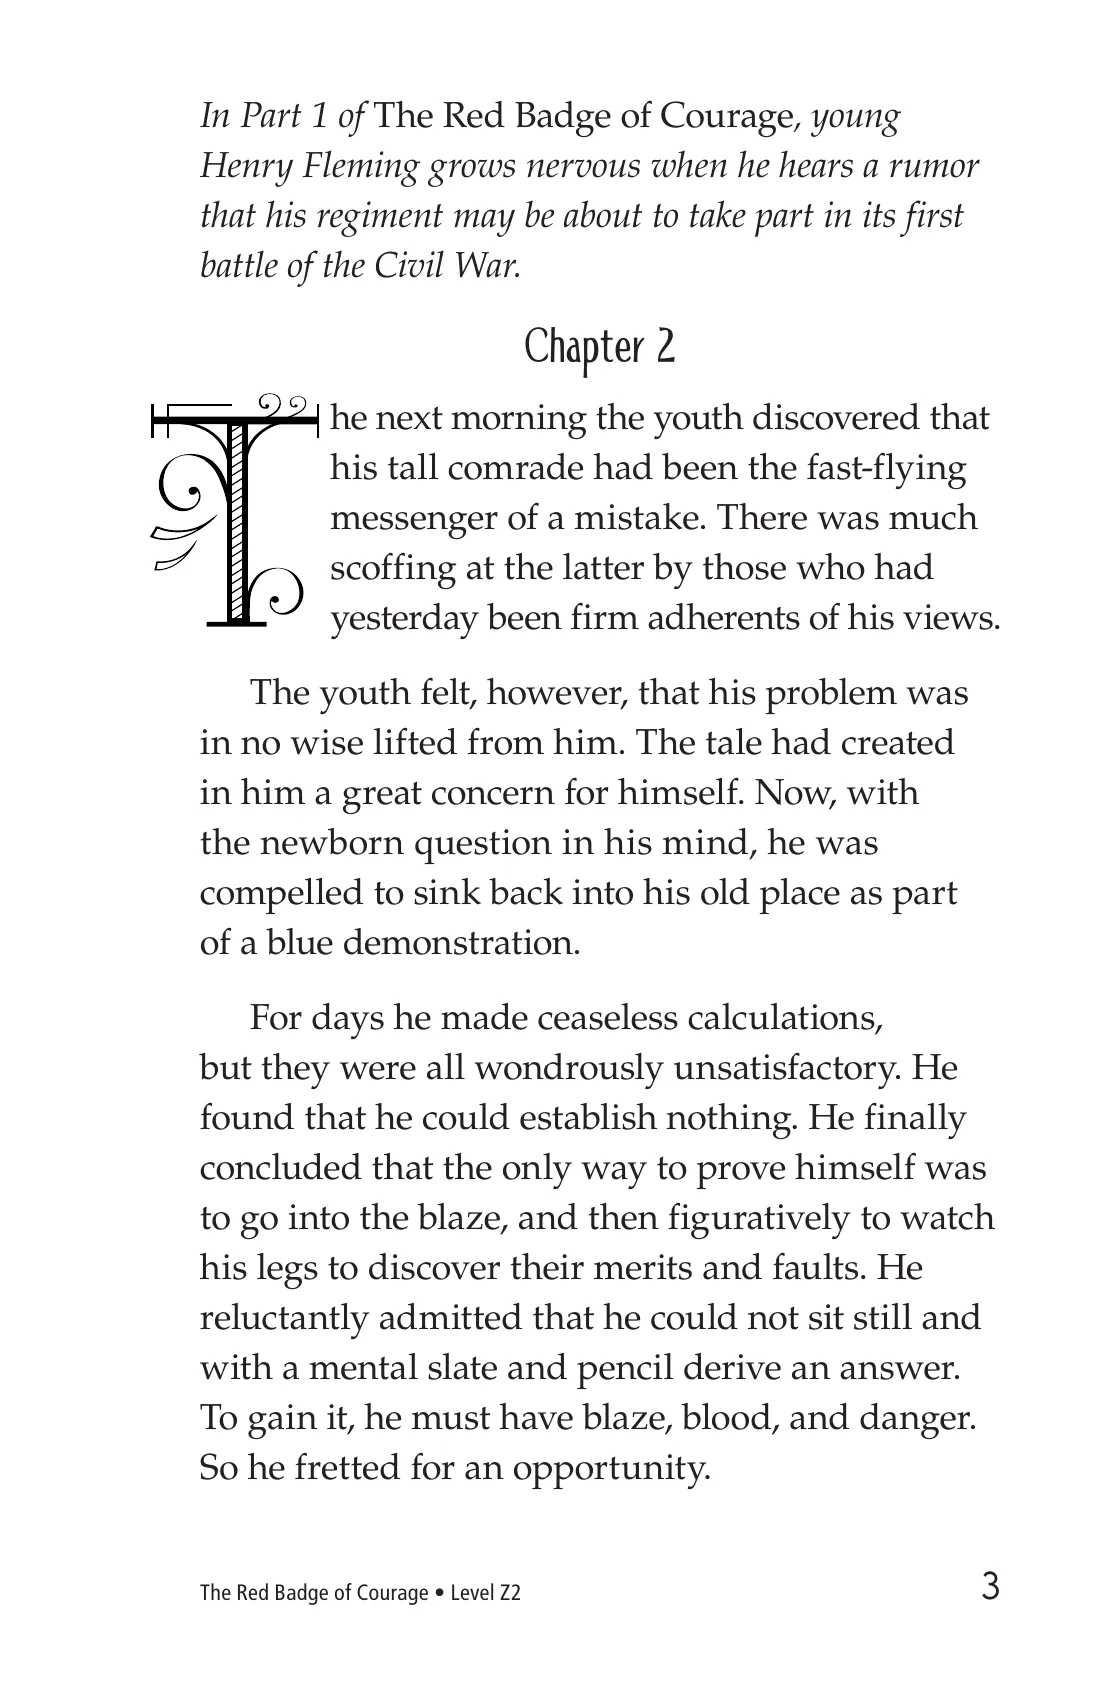 In Part 1 of The Red Badge of Courage, young
Henry Fleming grows nervous when he hears a rumor
that his regiment may be about to take part in its first
battle of the Civil War.
Chapter 2
The next morning the youth discovered that
his tall comrade had been the fast-flying
messenger of a mistake. There was much
scoffing at the latter by those who had
yesterday been firm adherents of his views.
The youth felt, however, that his problem was
in no wise lifted from him. The tale had created
in him a great concern for himself. Now, with
the newborn question in his mind, he was
compelled to sink back into his old place as part
of a blue demonstration.
For days he made ceaseless calculations,
but they were all wondrously unsatisfactory. He
found that he could establish nothing. He finally
concluded that the only way to prove himself was
to go into the blaze, and then figuratively to watch
his legs to discover their merits and faults. He
reluctantly admitted that he could not sit still and
with a mental slate and pencil derive an answer.
To gain it, he must have blaze, blood, and danger.
So he fretted for an opportunity.
The Red Badge of Courage • Level Z2
3